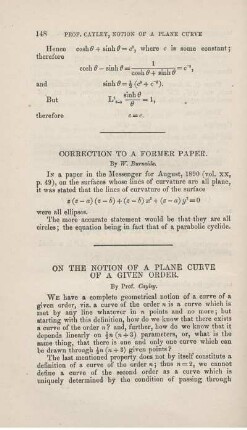 148 PROF. CAYLEY, NOTION OF A PLANE CURVE
Hence cosh θ + sinh θ = cᶿ, where c is some constant;
therefore
cosh θ − sinh θ = 1 / (cosh θ + sinh θ) = c⁻ᶿ,
and sinh θ = ½ (cᶿ − c⁻ᶿ).
But sinh θ / θ = 1,
therefore c = e.
CORRECTION TO A FORMER PAPER.
By W. Burnside.
IN a paper in the Messenger for August, 1890 (vol. XX,
p. 49), on the surfaces whose lines of curvature are all plane,
it was stated that the lines of curvature of the surface
z (z − a) (z − b) + (z − b) x² + (z − a) y² = 0
were all ellipses.
The more accurate statement would be that they are all
circles; the equation being in fact that of a parabolic cyclide.
ON THE NOTION OF A PLANE CURVE
OF A GIVEN ORDER.
By Prof. Cayley.
WE have a complete geometrical notion of a curve of a
given order, viz. a curve of the order n is a curve which is
met by any line whatever in n points and no more; but
starting with this definition, how do we know that there exists
a curve of the order n? and, further, how do we know that it
depends linearly on ½n (n+3) parameters, or, what is the
same thing, that there is one and only one curve which can
be drawn through ½n (n+3) given points?
The last mentioned property does not by itself constitute a
definition of a curve of the order n; thus n=2, we cannot
define a curve of the second order as a curve which is
uniquely determined by the condition of passing through